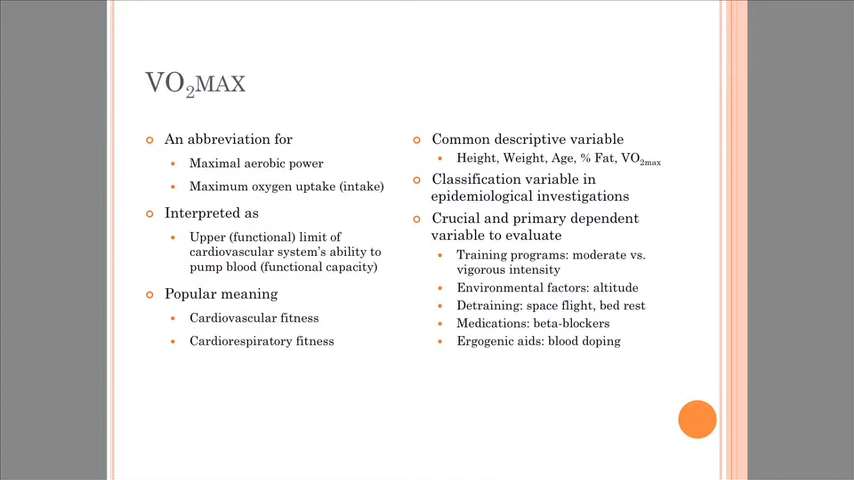 VO₂MAX
An abbreviation for
Maximal aerobic power
Maximum oxygen uptake (intake)
Interpreted as
Upper (functional) limit of
cardiovascular system's ability to
pump blood (functional capacity)
Popular meaning
Cardiovascular fitness
Cardiorespiratory fitness
Common descriptive variable
Height, Weight, Age, % Fat, VO₂max
Classification variable in
epidemiological investigations
Crucial and primary dependent
variable to evaluate
Training programs: moderate vs.
vigorous intensity
Environmental factors: altitude
Detraining: space flight, bed rest
Medications: beta-blockers
Ergogenic aids: blood doping